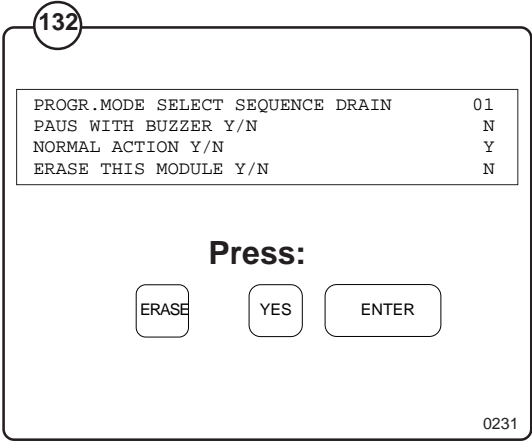 132
PROGR.MODE SELECT SEQUENCE DRAIN 01
PAUS WITH BUZZER Y/N N
NORMAL ACTION Y/N Y
ERASE THIS MODULE Y/N N
Press:
ERASE YES ENTER
0231